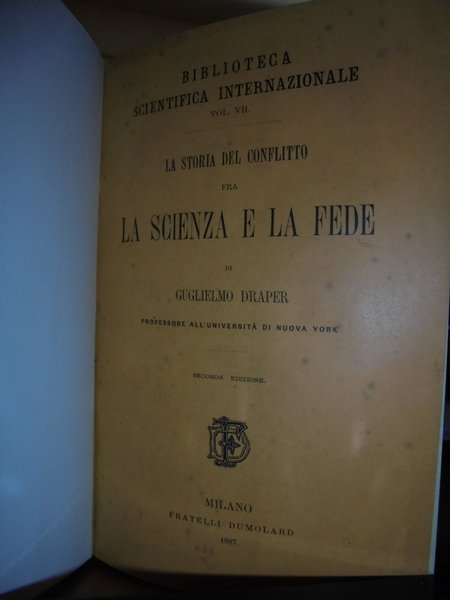 BIBLIOTECA
SCIENTIFICA INTERNAZIONALE
VOL. VII.
LA STORIA DEL CONFLITTO
FRA
LA SCIENZA E LA FEDE
DI
GUGLIELMO DRAPER
PROFESSORE ALL'UNIVERSITÀ DI NUOVA YORK
SECONDA EDIZIONE.
MILANO
FRATELLI DUMOLARD
1887.